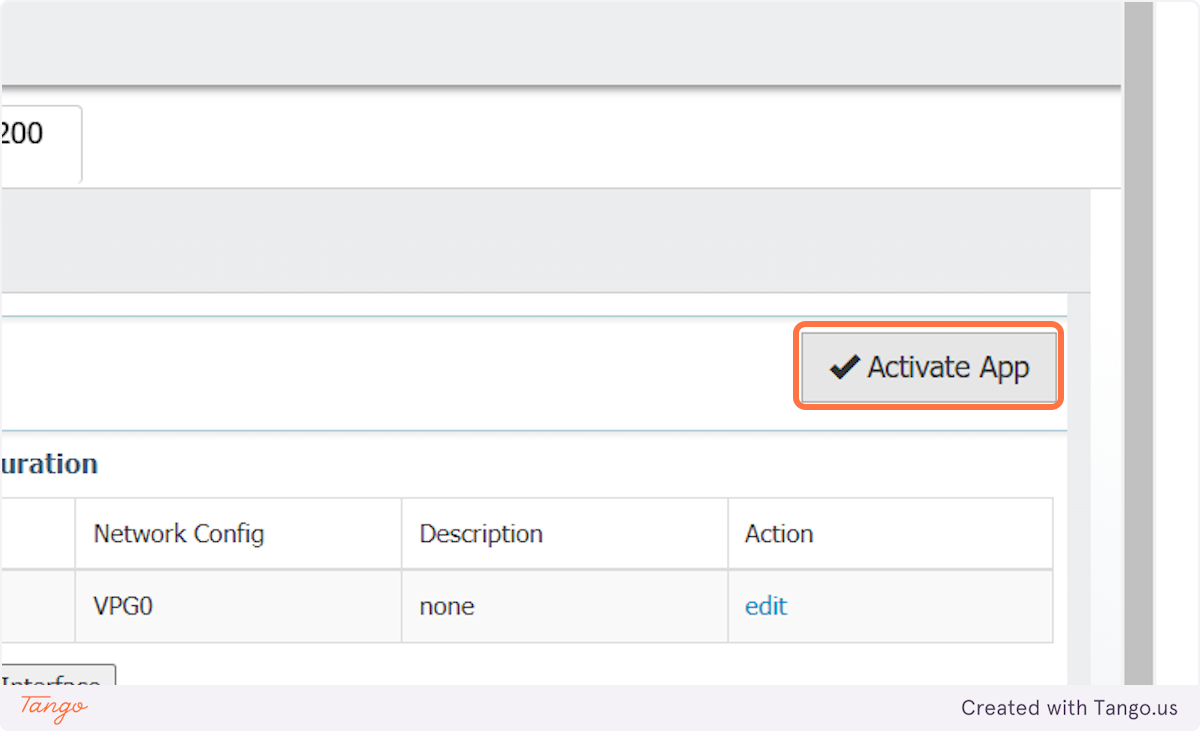 200
Activate App
uration
Network Config Description Action
VPG0 none edit
Interface
Tango Created with Tango.us